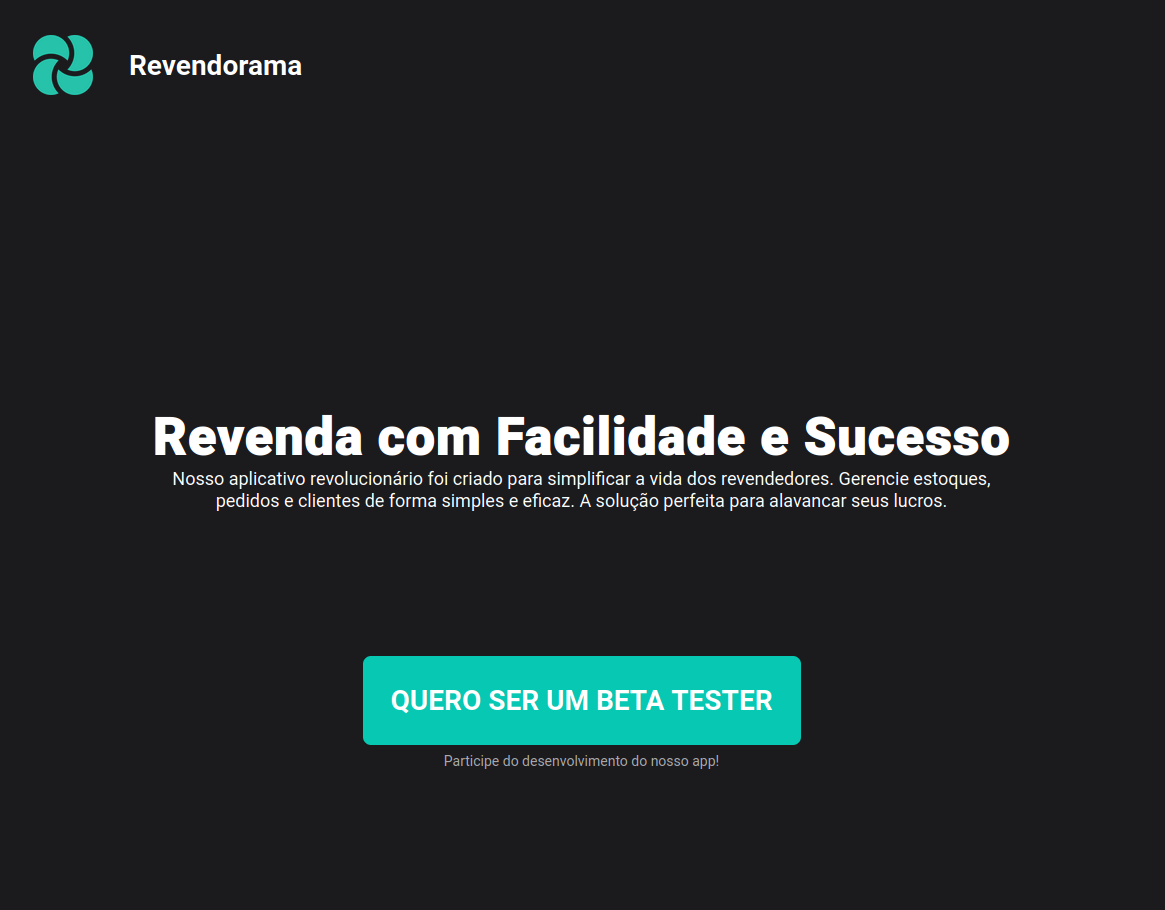 Revendorama
Revenda com Facilidade e Sucesso
Nosso aplicativo revolucionário foi criado para simplificar a vida dos revendedores. Gerencie estoques,
pedidos e clientes de forma simples e eficaz. A solução perfeita para alavancar seus lucros.
QUERO SER UM BETA TESTER
Participe do desenvolvimento do nosso app!